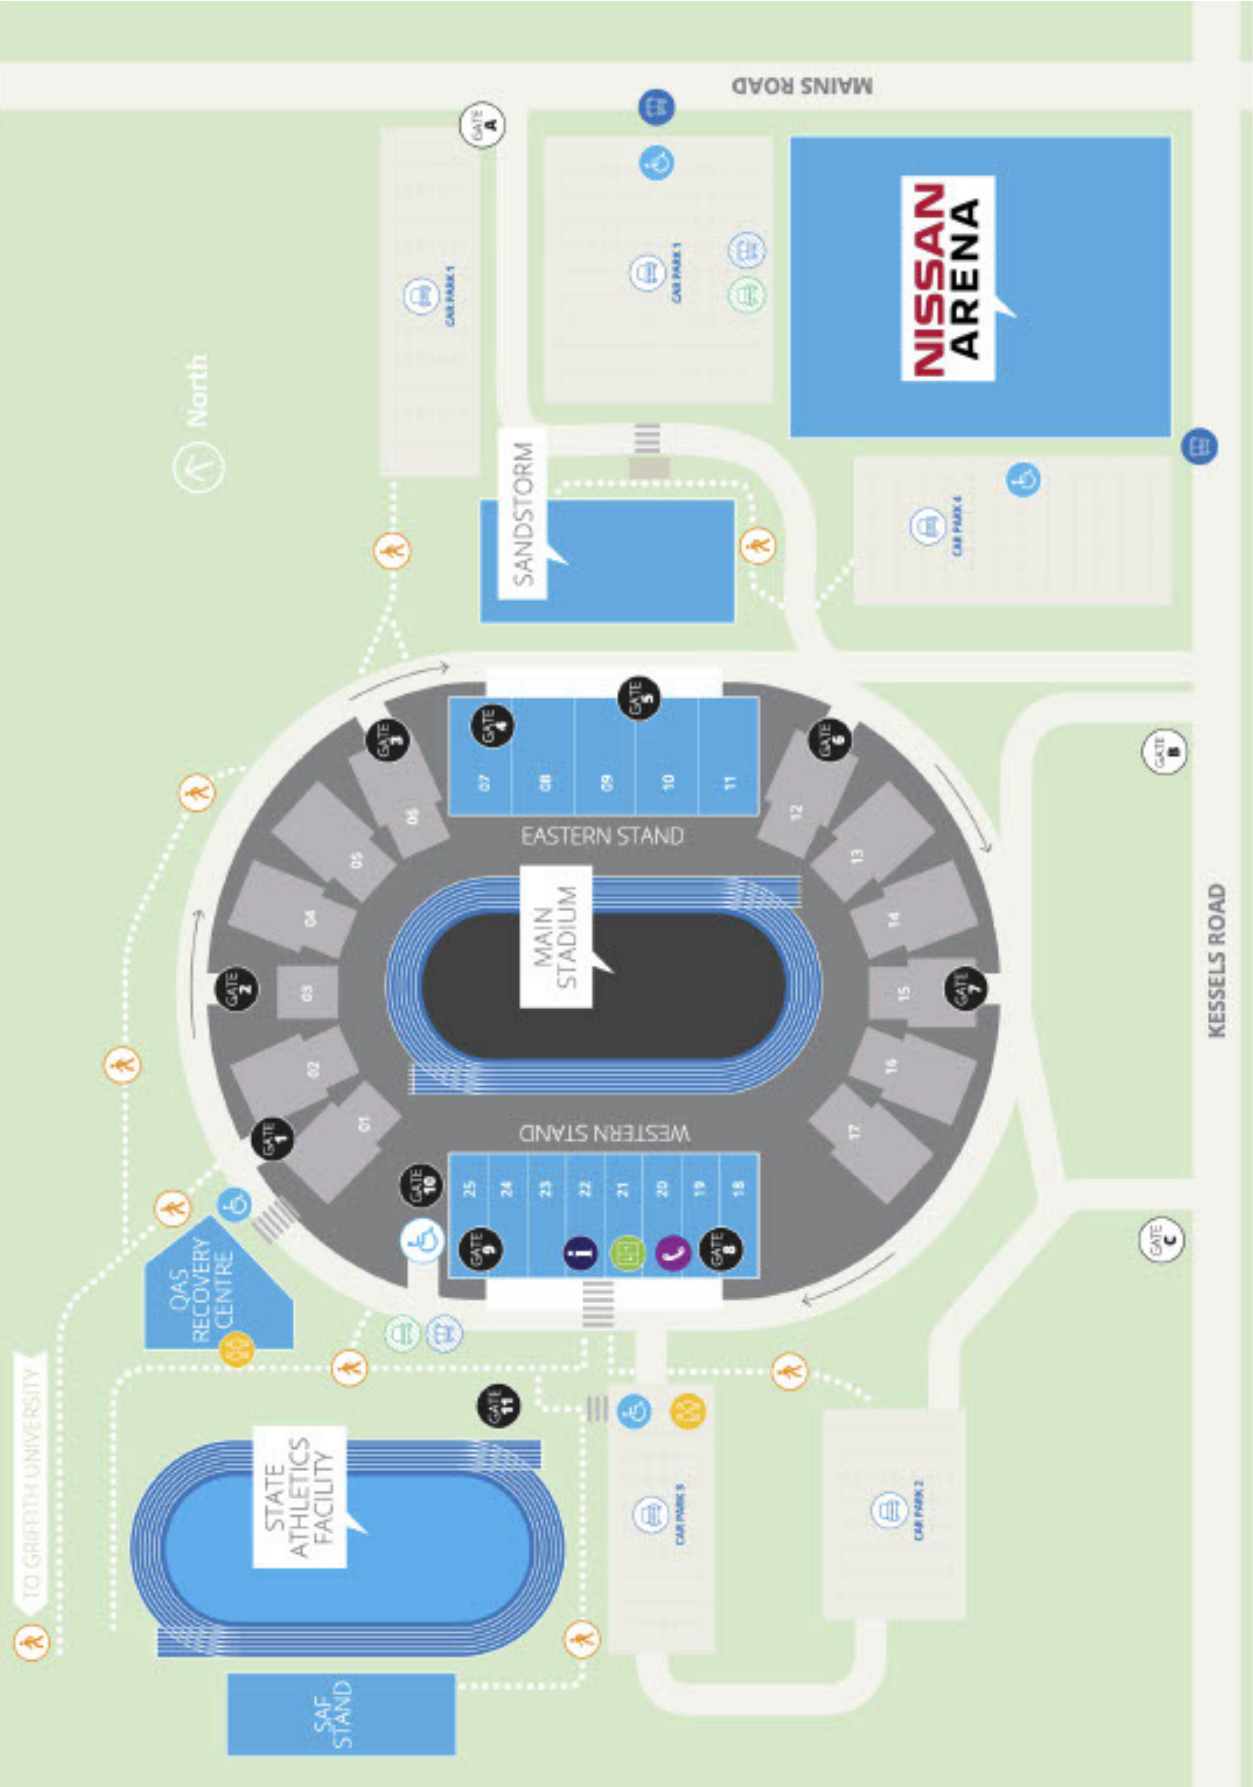 MAINS ROAD
GATE
A
CAR PARK 1
CAR PARK 1
NISSAN
ARENA
North
SANDSTORM
CAR PARK 4
GATE
3
GATE
4
GATE
5
GATE
6
GATE
B
07
08
09
10
11
06
12
EASTERN STAND
05
13
04
14
MAIN
STADIUM
KESSELS ROAD
GATE
2
03
15
GATE
7
02
16
01
17
GATE
1
WESTERN STAND
GATE
10
25
24
23
22
21
20
19
18
GATE
9
i
GATE
8
GATE
C
QAS
RECOVERY
CENTRE
TO GRIFFITH UNIVERSITY
GATE
11
STATE
ATHLETICS
FACILITY
CAR PARK 3
CAR PARK 2
SAF
STAND